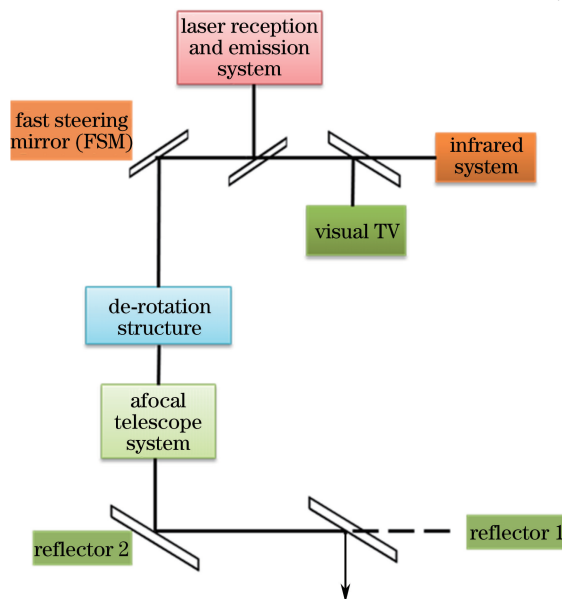 laser reception
and emission
system
fast steering
mirror (FSM)
infrared
system
visual TV
de-rotation
structure
afocal
telescope
system
reflector 2
reflector 1